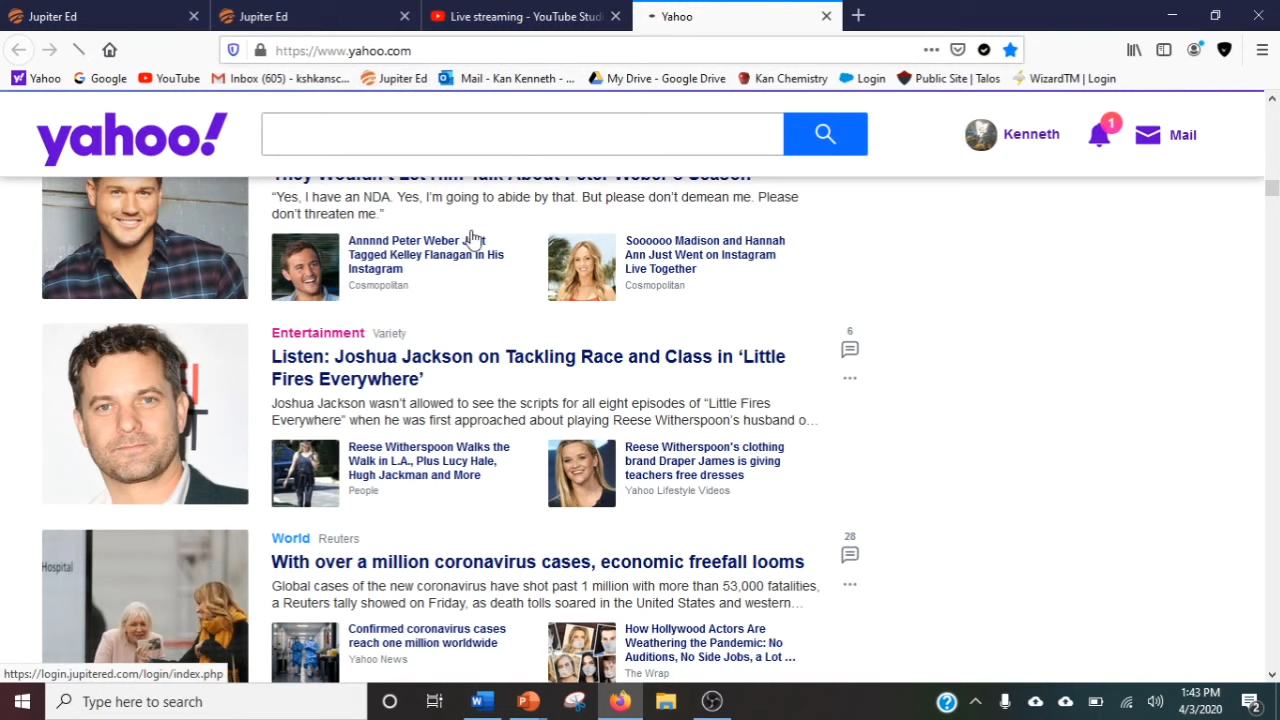 Jupiter Ed
Jupiter Ed
Live streaming - YouTube Studi
Yahoo
https://www.yahoo.com
Yahoo
Google
YouTube
Inbox (605) - kshkansc...
Jupiter Ed
Mail - Kan Kenneth - ...
My Drive - Google Drive
Kan Chemistry
Login
Public Site | Talos
WizardTM | Login
yahoo!
Kenneth
1
Mail
They Wouldn't Let Him Talk About Peter Weber's Season
“Yes, I have an NDA. Yes, I’m going to abide by that. But please don’t demean me. Please
don’t threaten me.”
Annnnd Peter Weber
Tagged Kelley Flanagan in His
Instagram
Cosmopolitan
Soooooo Madison and Hannah
Ann Just Went on Instagram
Live Together
Cosmopolitan
Entertainment Variety
6
Listen: Joshua Jackson on Tackling Race and Class in ‘Little
Fires Everywhere’
Joshua Jackson wasn’t allowed to see the scripts for all eight episodes of “Little Fires
Everywhere” when he was first approached about playing Reese Witherspoon’s husband o...
Reese Witherspoon Walks the
Walk in L.A., Plus Lucy Hale,
Hugh Jackman and More
People
Reese Witherspoon's clothing
brand Draper James is giving
teachers free dresses
Yahoo Lifestyle Videos
Hospital
World Reuters
28
With over a million coronavirus cases, economic freefall looms
Global cases of the new coronavirus have shot past 1 million with more than 53,000 fatalities,
a Reuters tally showed on Friday, as death tolls soared in the United States and western...
Confirmed coronavirus cases
reach one million worldwide
Yahoo News
How Hollywood Actors Are
Weathering the Pandemic: No
Auditions, No Side Jobs, a Lot ...
The Wrap
https://login.jupitered.com/login/index.php
Type here to search
1:43 PM
4/3/2020
2